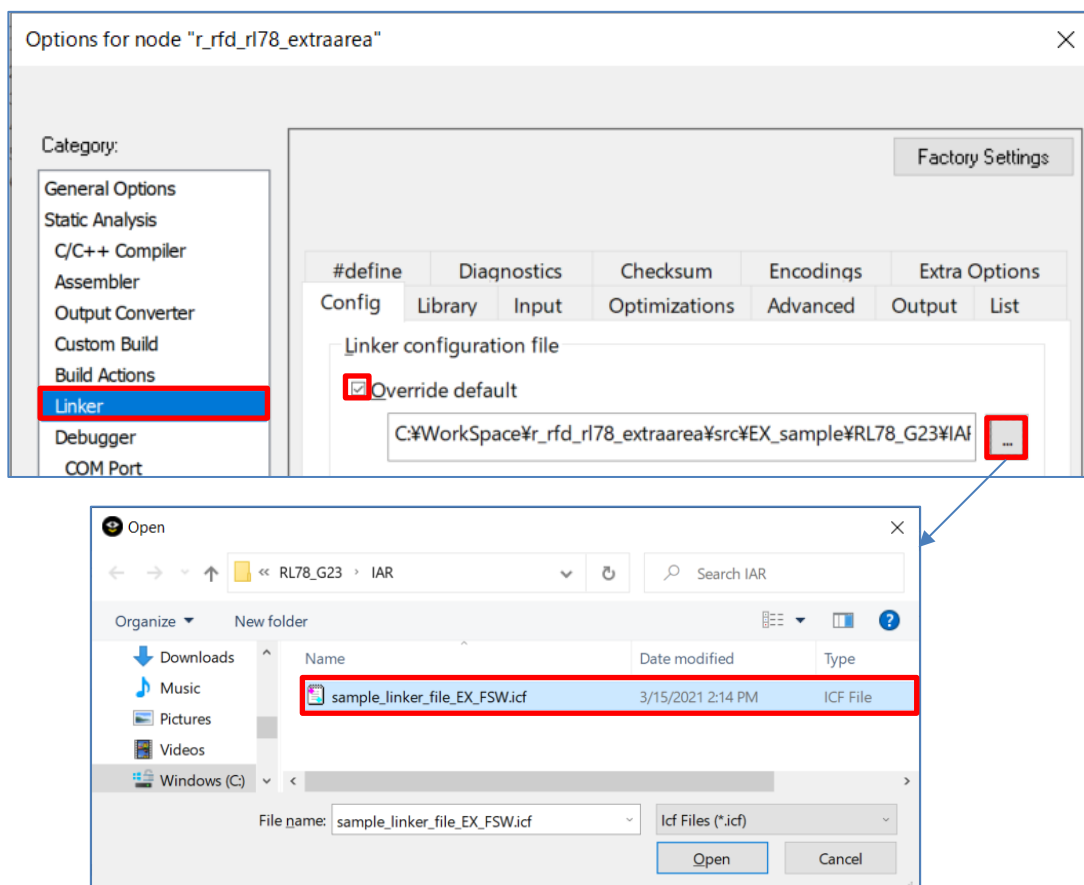 Options for node "r_rfd_rl78_extraarea"
Category:
Factory Settings
General Options
Static Analysis
C/C++ Compiler
Assembler
Output Converter
Custom Build
Build Actions
Linker
Debugger
COM Port
#define Diagnostics Checksum Encodings Extra Options
Config Library Input Optimizations Advanced Output List
Linker configuration file
Override default
C:¥WorkSpace¥r_rfd_rl78_extraarea¥src¥EX_sample¥RL78_G23¥IAR
...
Open
« RL78_G23 › IAR
Search IAR
Organize New folder
Downloads
Music
Pictures
Videos
Windows (C:)
Name Date modified Type
sample_linker_file_EX_FSW.icf 3/15/2021 2:14 PM ICF File
File name: sample_linker_file_EX_FSW.icf Icf Files (*.icf)
Open Cancel